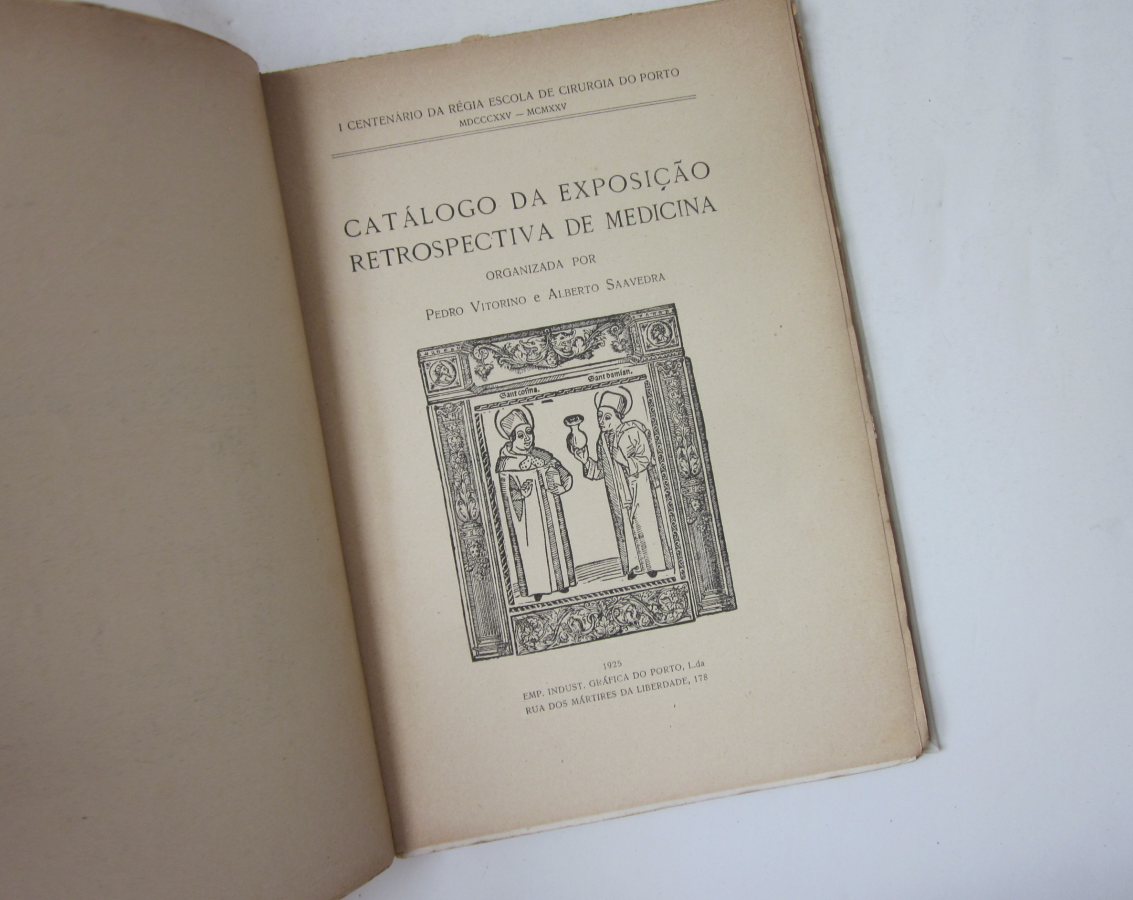 I CENTENÁRIO DA RÉGIA ESCOLA DE CIRURGIA DO PORTO
MDCCCXXV — MCMXXV
CATÁLOGO DA EXPOSIÇÃO
RETROSPECTIVA DE MEDICINA
ORGANIZADA POR
PEDRO VITORINO e ALBERTO SAAVEDRA
Sant cosme. Sant damian.
1925
EMP. INDUST. GRÁFICA DO PORTO, L.da
RUA DOS MÁRTIRES DA LIBERDADE, 178